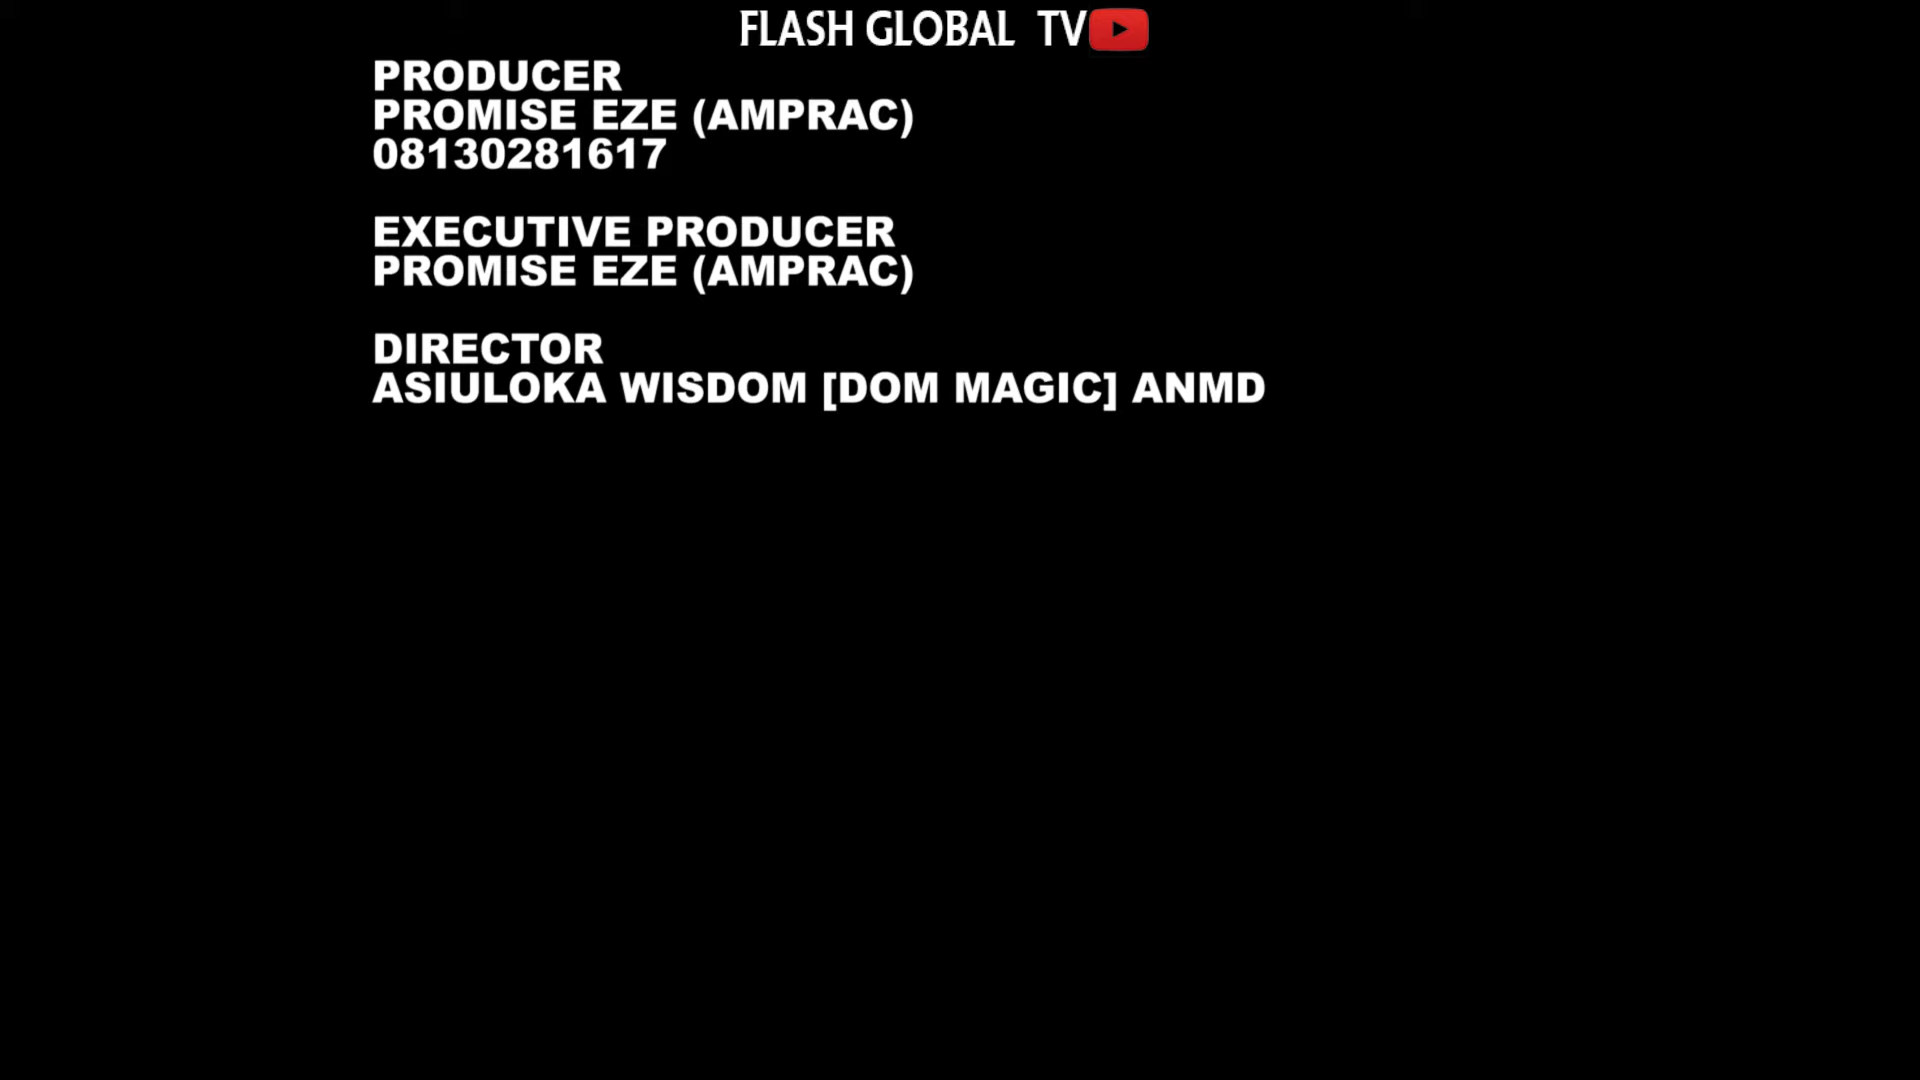 FLASH GLOBAL TV
PRODUCER
PROMISE EZE (AMPRAC)
08130281617
EXECUTIVE PRODUCER
PROMISE EZE (AMPRAC)
DIRECTOR
ASIULOKA WISDOM [DOM MAGIC] ANMD